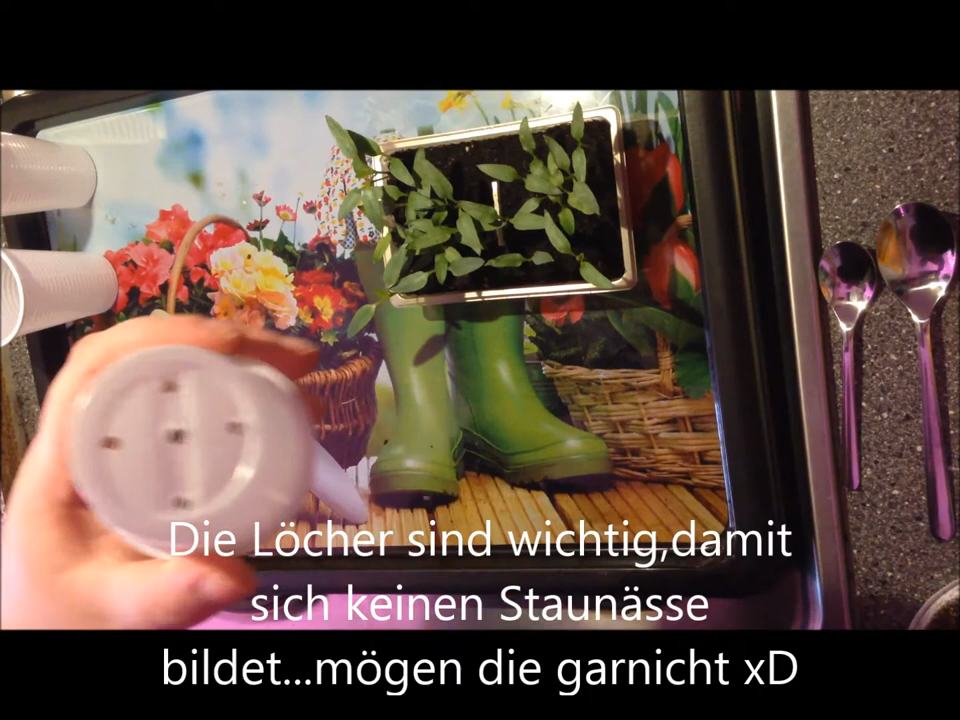 Die Löcher sind wichtig,damit
sich keinen Staunässe
bildet...mögen die garnicht xD